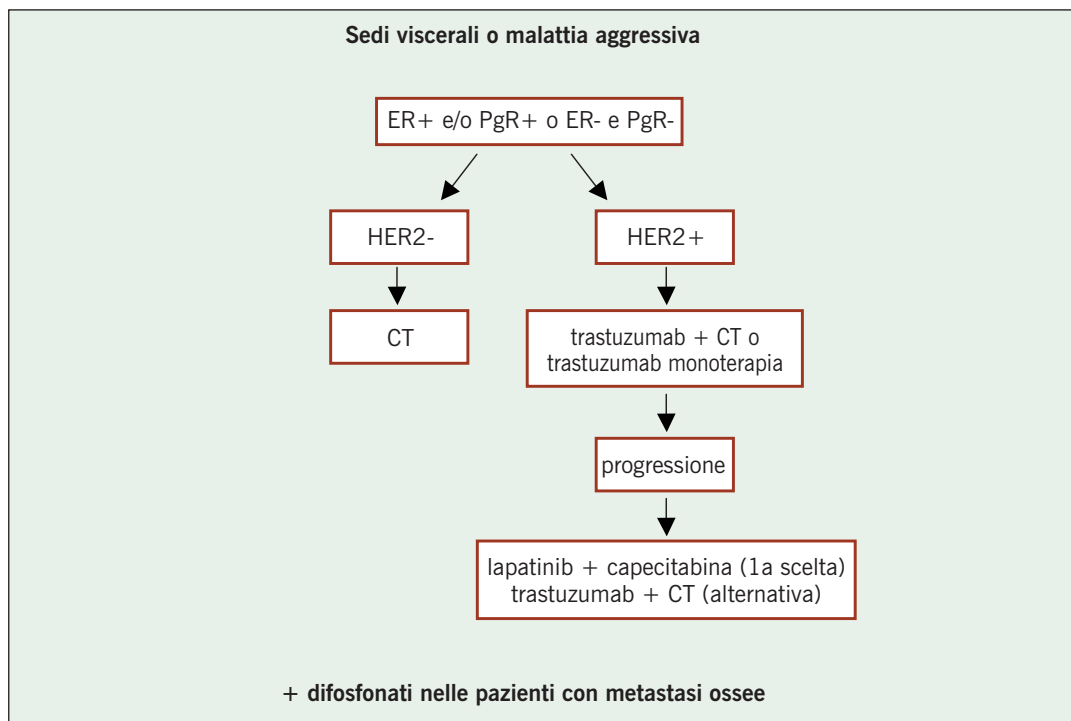 Sedi viscerali o malattia aggressiva
ER+ e/o PgR+ o ER- e PgR-
HER2-
HER2+
CT
trastuzumab + CT o
trastuzumab monoterapia
progressione
lapatinib + capecitabina (1a scelta)
trastuzumab + CT (alternativa)
+ difosfonati nelle pazienti con metastasi ossee